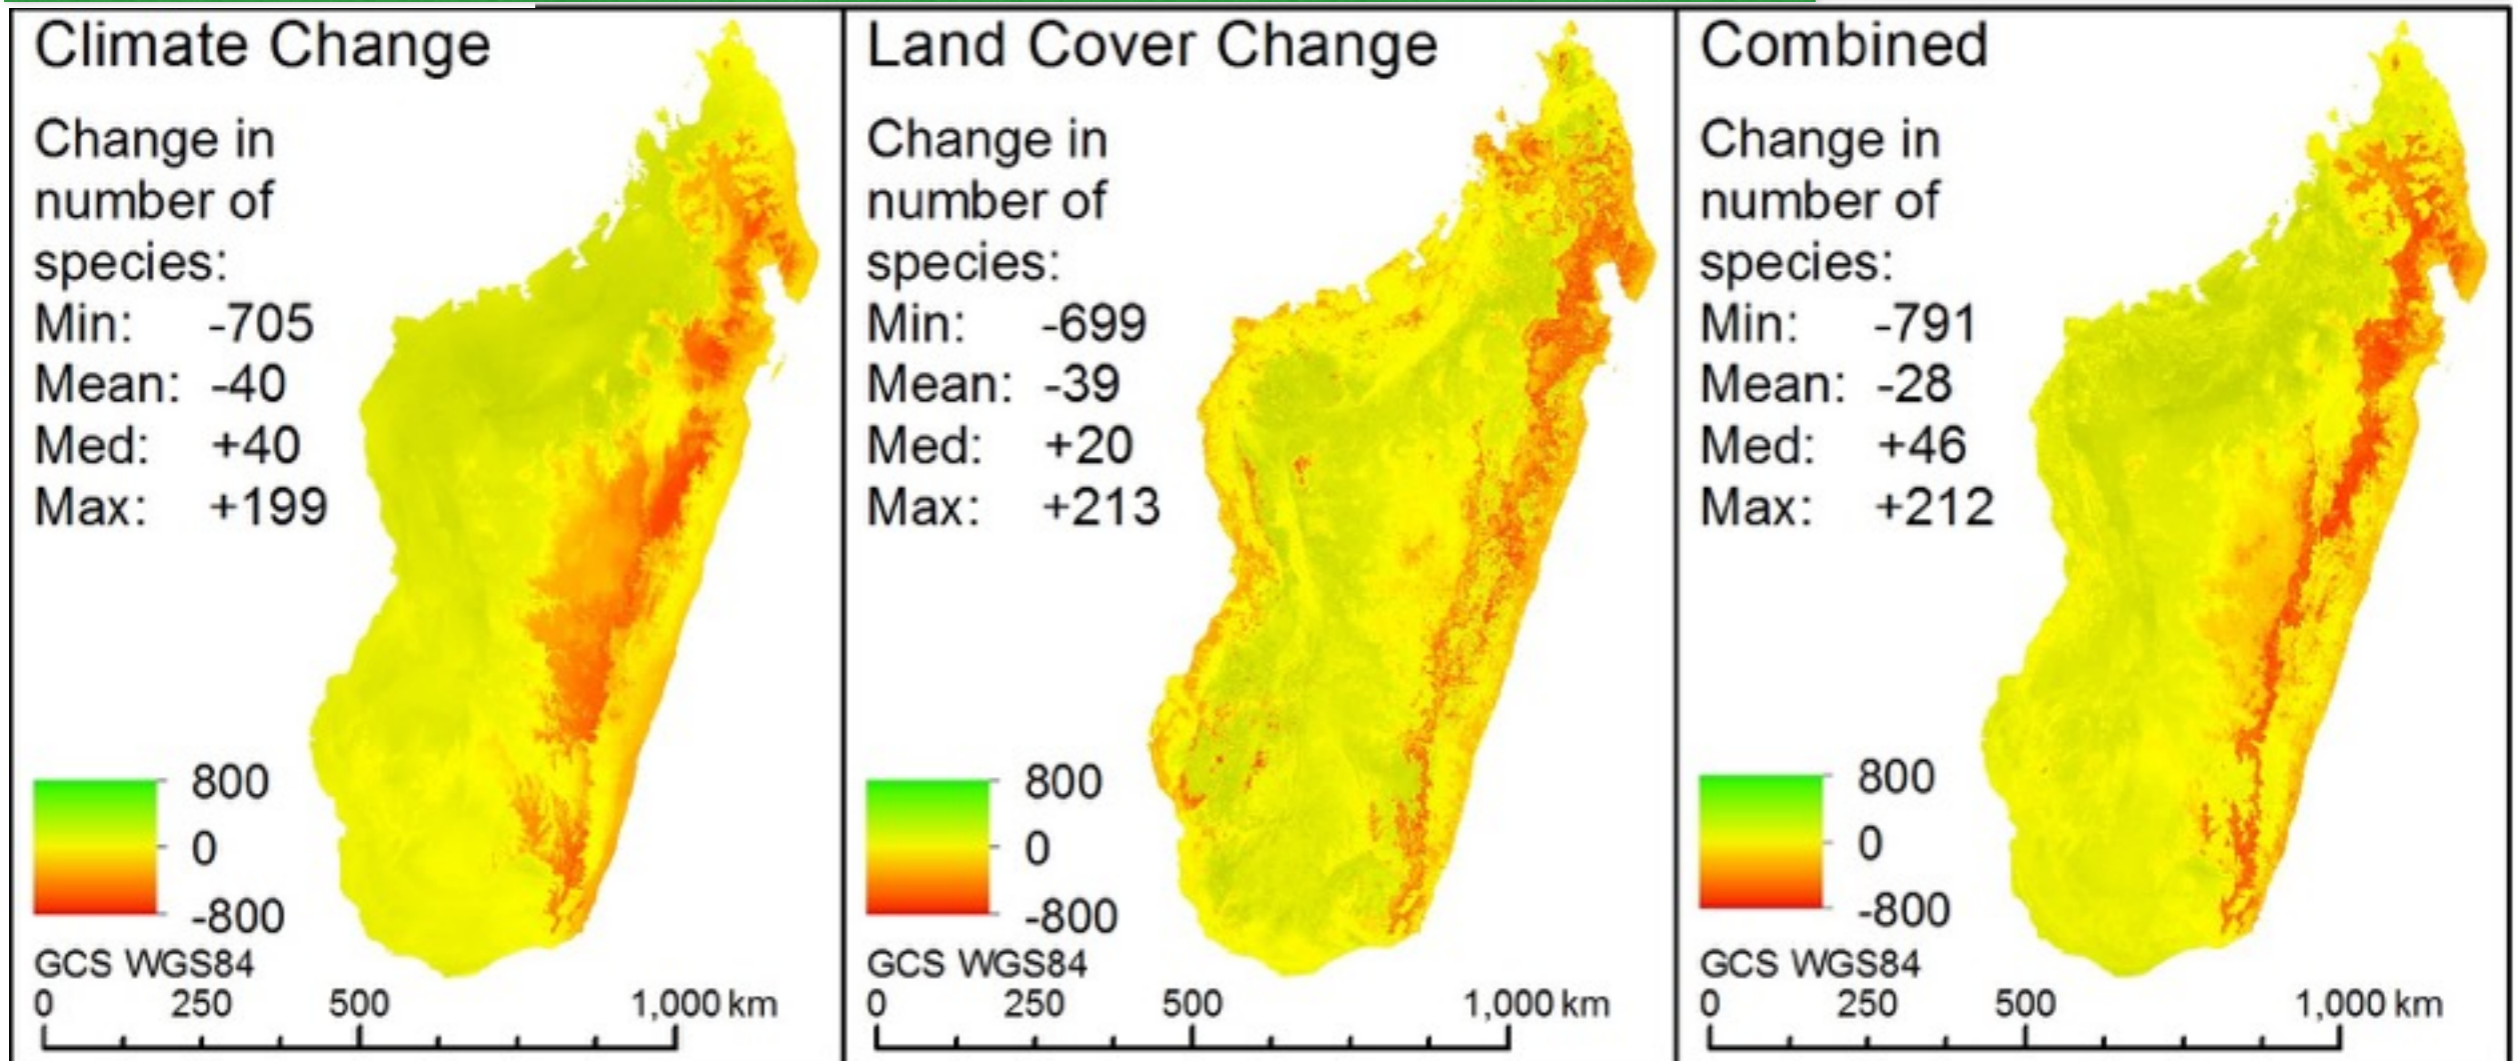 Climate Change
Change in
number of
species:
Min: -705
Mean: -40
Med: +40
Max: +199
800
0
-800
GCS WGS84
0 250 500 1,000 km
Land Cover Change
Change in
number of
species:
Min: -699
Mean: -39
Med: +20
Max: +213
800
0
-800
GCS WGS84
0 250 500 1,000 km
Combined
Change in
number of
species:
Min: -791
Mean: -28
Med: +46
Max: +212
800
0
-800
GCS WGS84
0 250 500 1,000 km